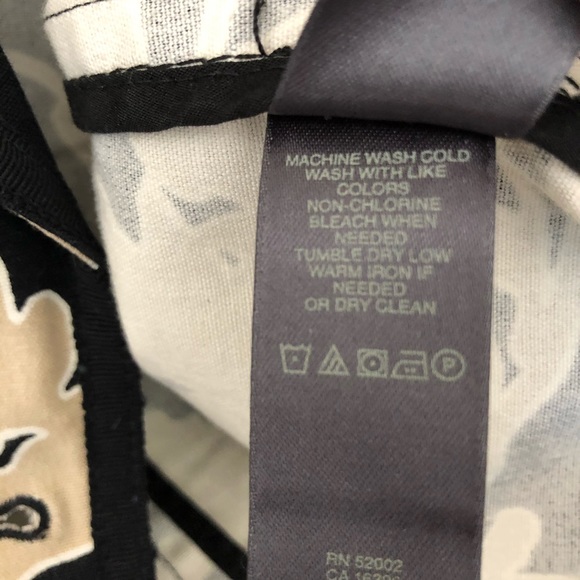 MACHINE WASH COLD
WASH WITH LIKE
COLORS
NON-CHLORINE
BLEACH WHEN
NEEDED
TUMBLE DRY LOW
WARM IRON IF
NEEDED
OR DRY CLEAN
P
RN 52002
CA